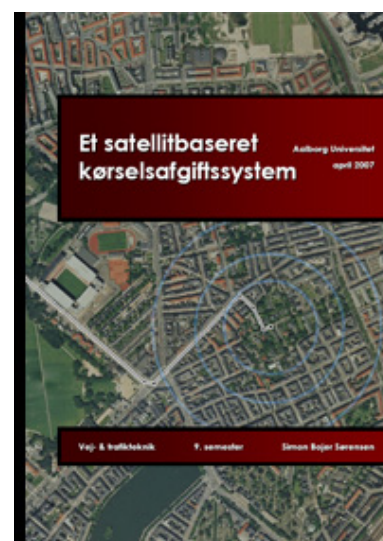 Et satellitbaseret
kørselsafgiftssystem
Aalborg Universitet
april 2007
Vej- & trafikteknik 9. semester Simon Bojer Sørensen